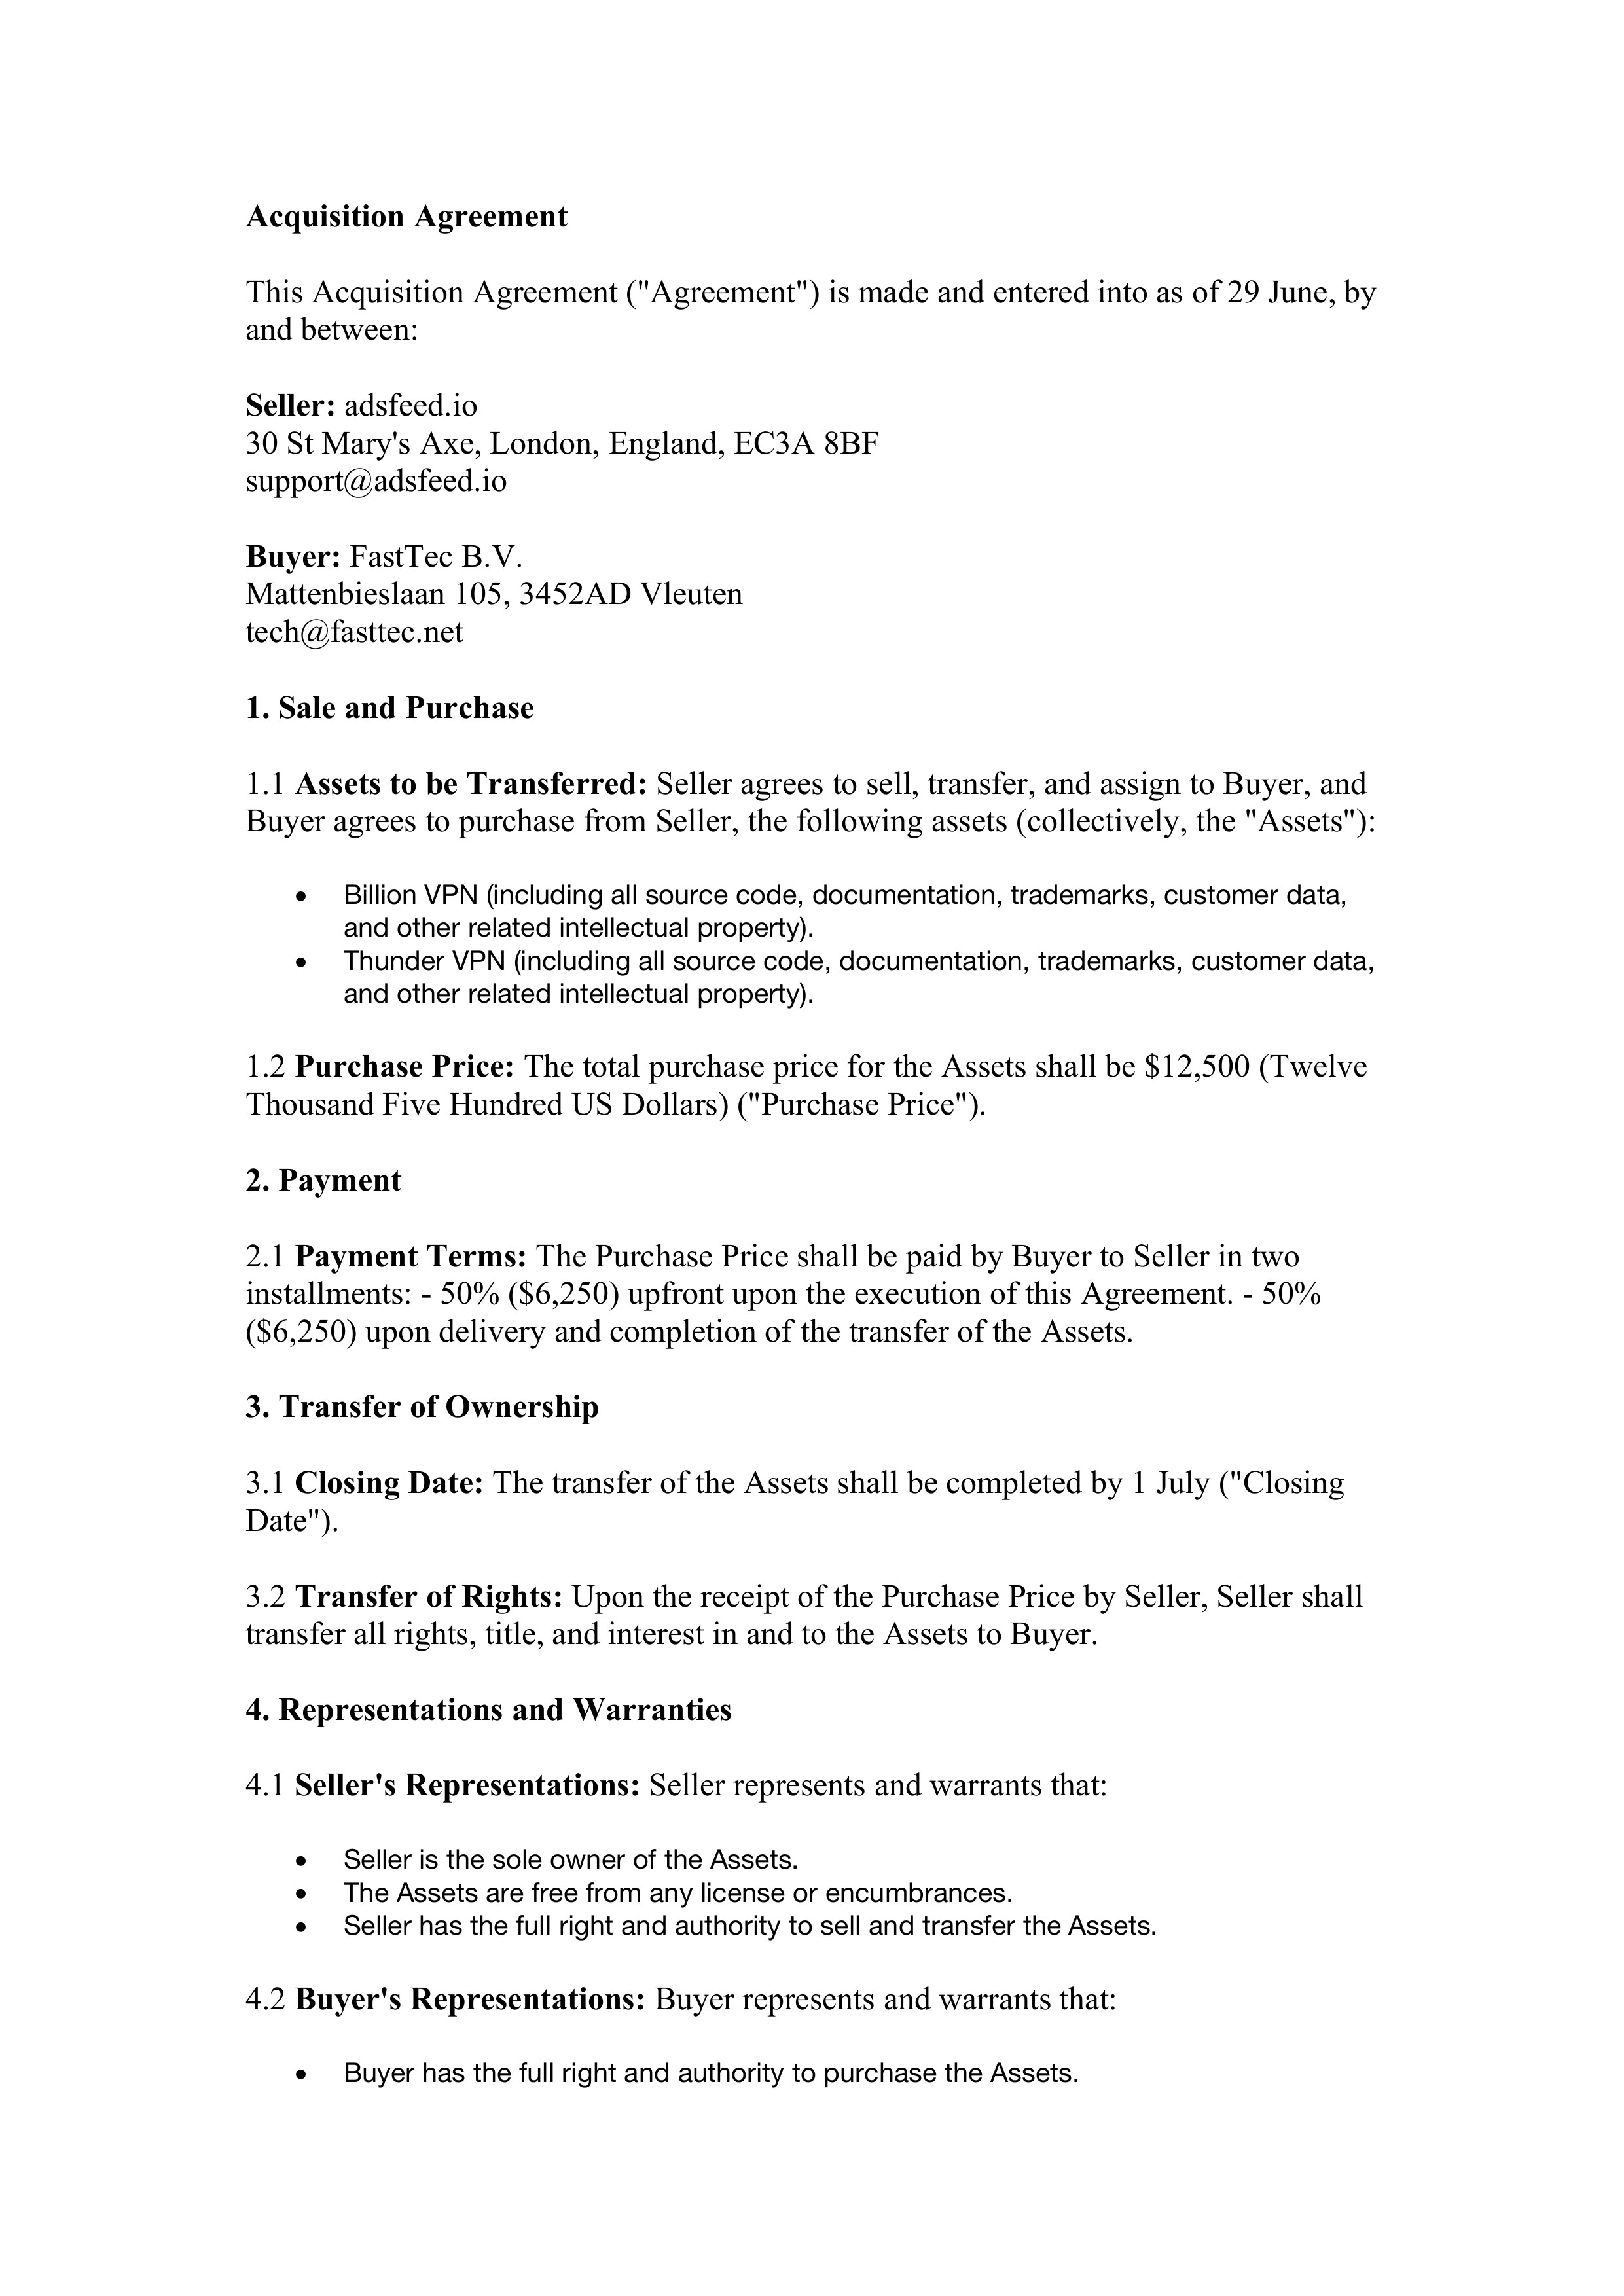 Acquisition Agreement
This Acquisition Agreement ("Agreement") is made and entered into as of 29 June, by
and between:
Seller: adsfeed.io
30 St Mary's Axe, London, England, EC3A 8BF
support@adsfeed.io
Buyer: FastTec B.V.
Mattenbieslaan 105, 3452AD Vleuten
tech@fasttec.net
1. Sale and Purchase
1.1 Assets to be Transferred: Seller agrees to sell, transfer, and assign to Buyer, and
Buyer agrees to purchase from Seller, the following assets (collectively, the "Assets"):
• Billion VPN (including all source code, documentation, trademarks, customer data,
and other related intellectual property).
• Thunder VPN (including all source code, documentation, trademarks, customer data,
and other related intellectual property).
1.2 Purchase Price: The total purchase price for the Assets shall be $12,500 (Twelve
Thousand Five Hundred US Dollars) ("Purchase Price").
2. Payment
2.1 Payment Terms: The Purchase Price shall be paid by Buyer to Seller in two
installments: - 50% ($6,250) upfront upon the execution of this Agreement. - 50%
($6,250) upon delivery and completion of the transfer of the Assets.
3. Transfer of Ownership
3.1 Closing Date: The transfer of the Assets shall be completed by 1 July ("Closing
Date").
3.2 Transfer of Rights: Upon the receipt of the Purchase Price by Seller, Seller shall
transfer all rights, title, and interest in and to the Assets to Buyer.
4. Representations and Warranties
4.1 Seller's Representations: Seller represents and warrants that:
• Seller is the sole owner of the Assets.
• The Assets are free from any license or encumbrances.
• Seller has the full right and authority to sell and transfer the Assets.
4.2 Buyer's Representations: Buyer represents and warrants that:
• Buyer has the full right and authority to purchase the Assets.